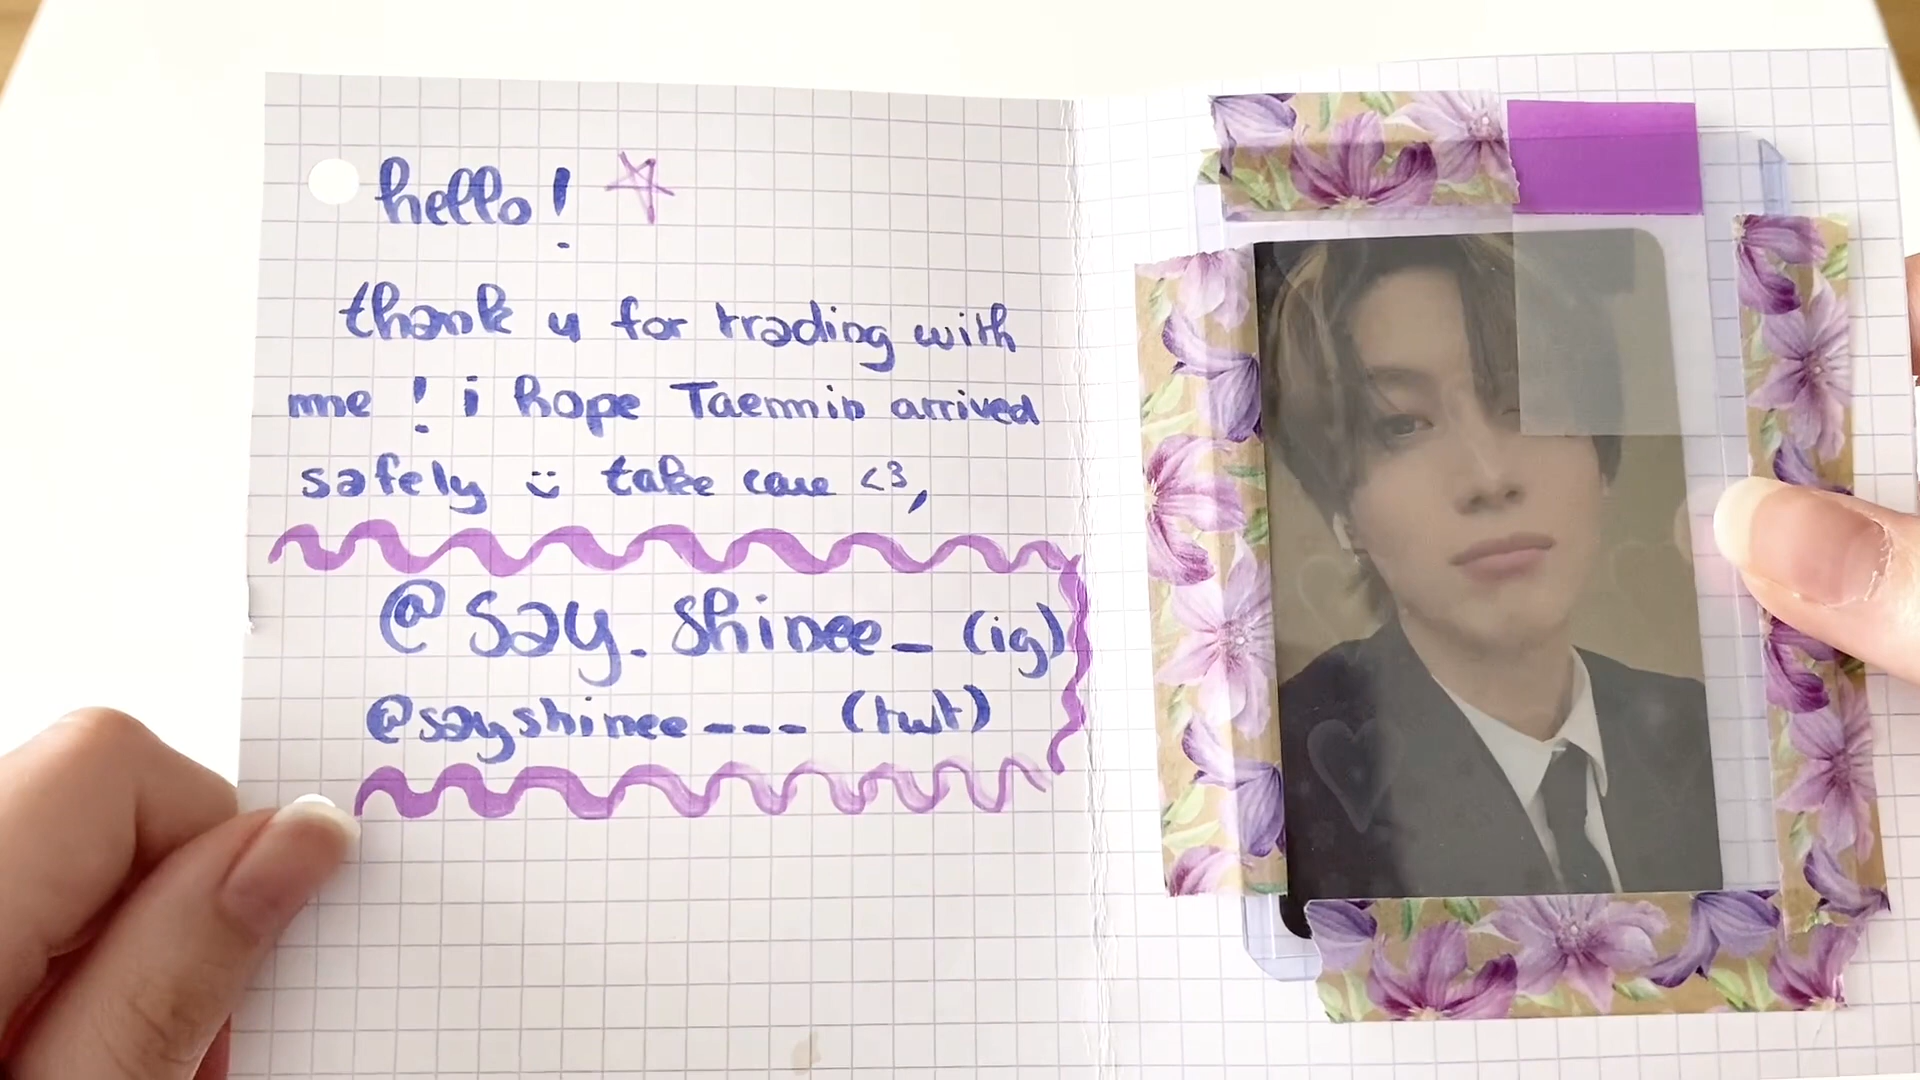 hello!
thank u for trading with
me ! i hope Taemin arrived
safely :) take care <3,
@say.shinee_ (ig)
@sayshinee___ (twt)